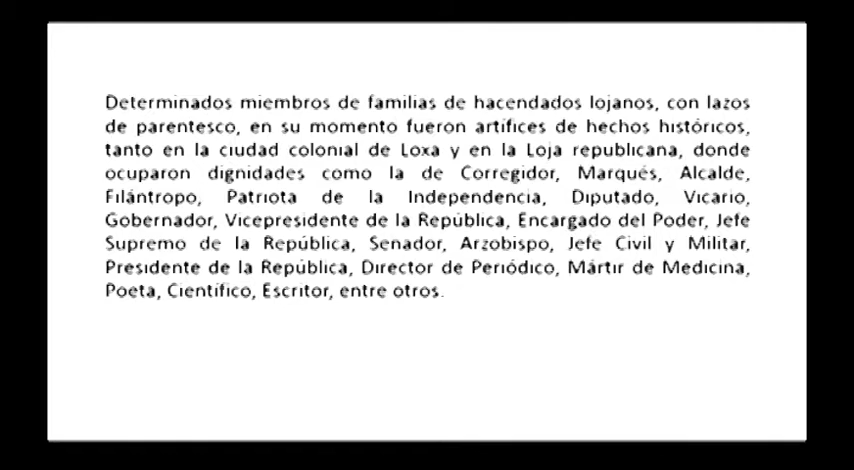 Determinados miembros de familias de hacendados lojanos, con lazos
de parentesco, en su momento fueron artífices de hechos históricos,
tanto en la ciudad colonial de Loxa y en la Loja republicana, donde
ocuparon dignidades como la de Corregidor, Marqués, Alcalde,
Filántropo, Patriota de la Independencia, Diputado, Vicario,
Gobernador, Vicepresidente de la República, Encargado del Poder, Jefe
Supremo de la República, Senador, Arzobispo, Jefe Civil y Militar,
Presidente de la República, Director de Periódico, Mártir de Medicina,
Poeta, Científico, Escritor, entre otros.